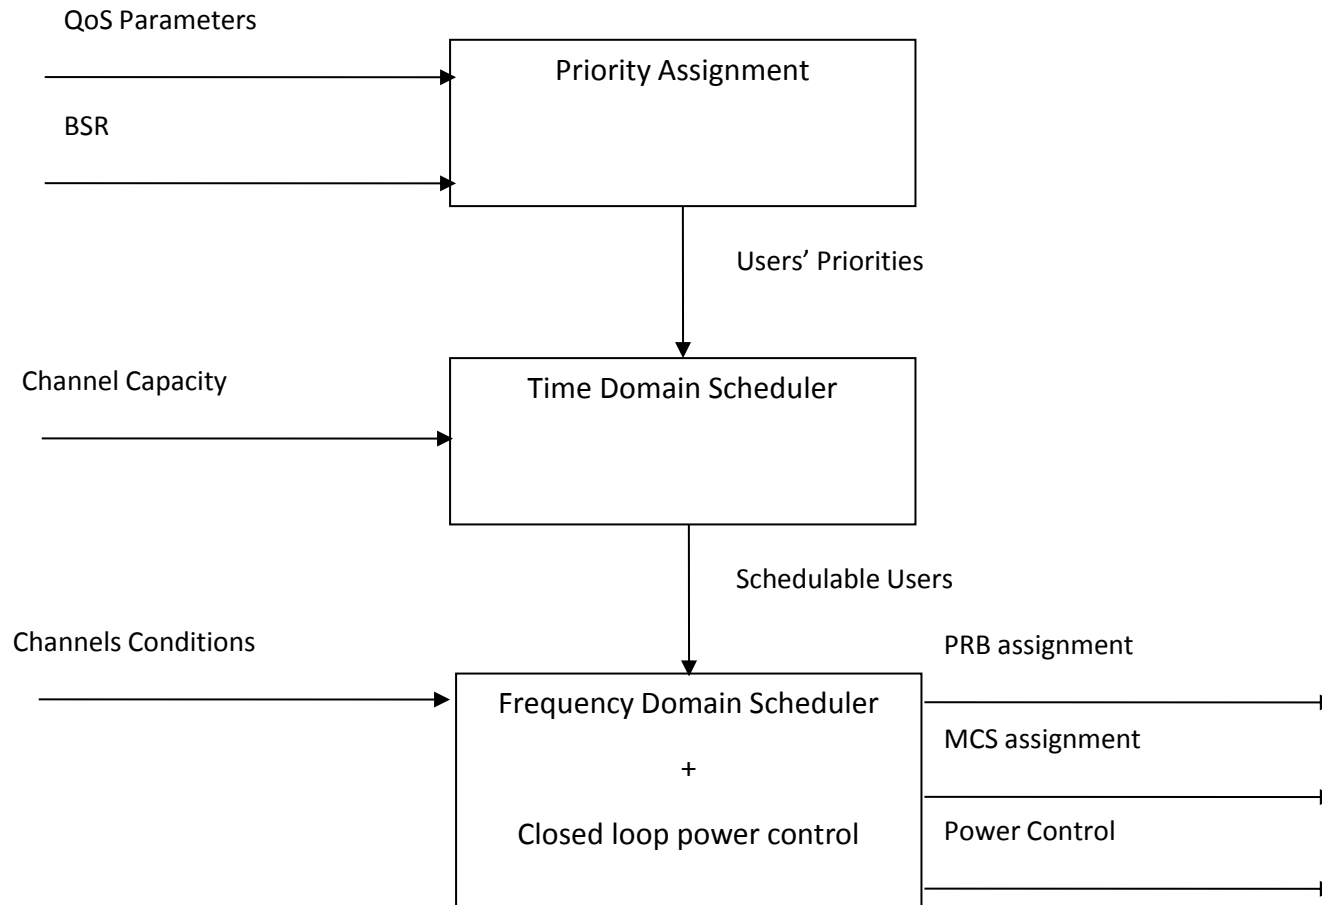 QoS Parameters
Priority Assignment
BSR
Users’ Priorities
Channel Capacity
Time Domain Scheduler
Schedulable Users
Channels Conditions
PRB assignment
Frequency Domain Scheduler
MCS assignment
+
Closed loop power control
Power Control